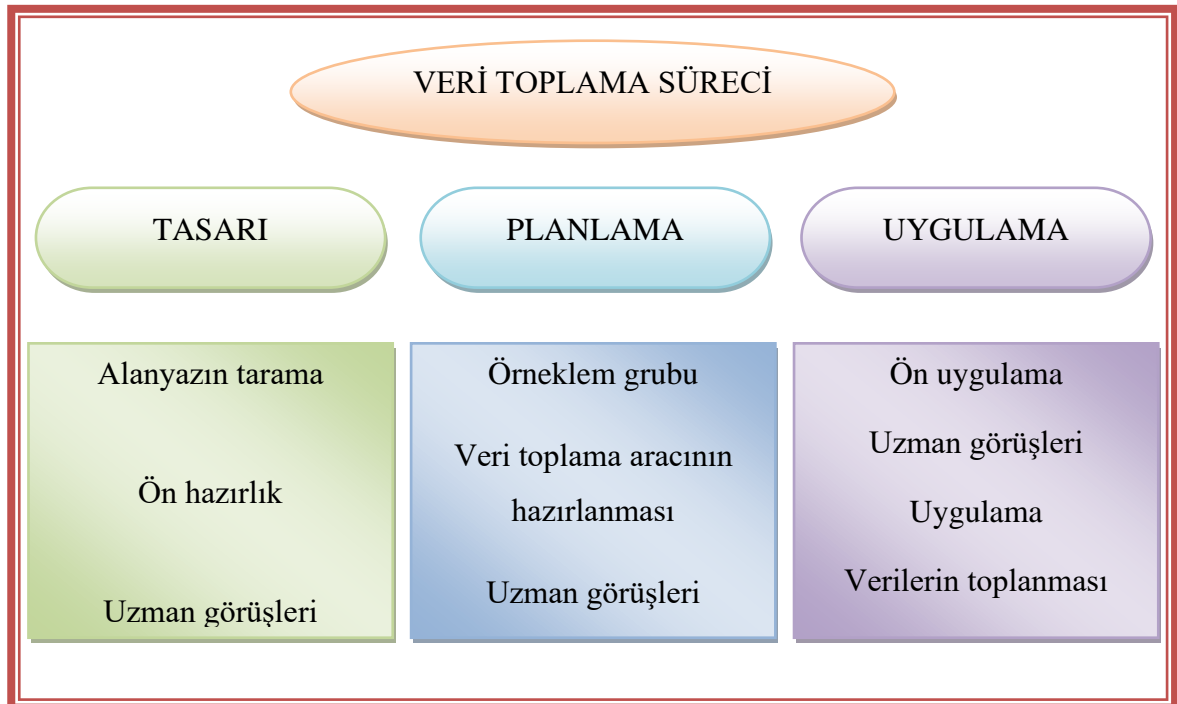 VERİ TOPLAMA SÜRECİ
TASARI
PLANLAMA
UYGULAMA
Alanyazın tarama
Ön hazırlık
Uzman görüşleri
Örneklem grubu
Veri toplama aracının
hazırlanması
Uzman görüşleri
Ön uygulama
Uzman görüşleri
Uygulama
Verilerin toplanması